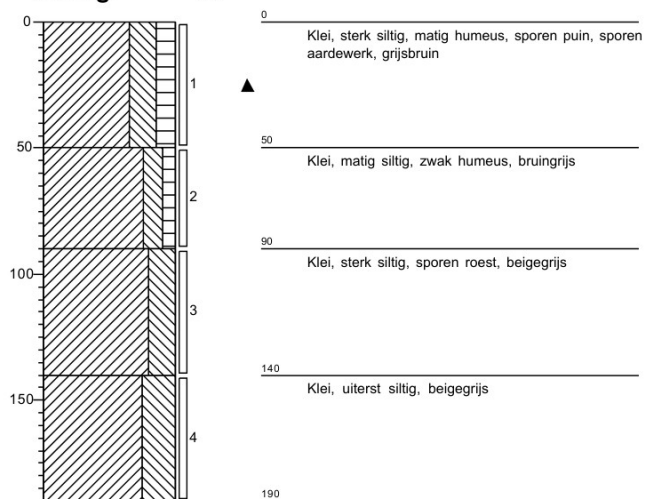 0
50
100
150
1
2
3
4
0
Klei, sterk siltig, matig humeus, sporen puin, sporen
aardewerk, grijsbruin
50
Klei, matig siltig, zwak humeus, bruingrijs
90
Klei, sterk siltig, sporen roest, beigegrijs
140
Klei, uiterst siltig, beigegrijs
190